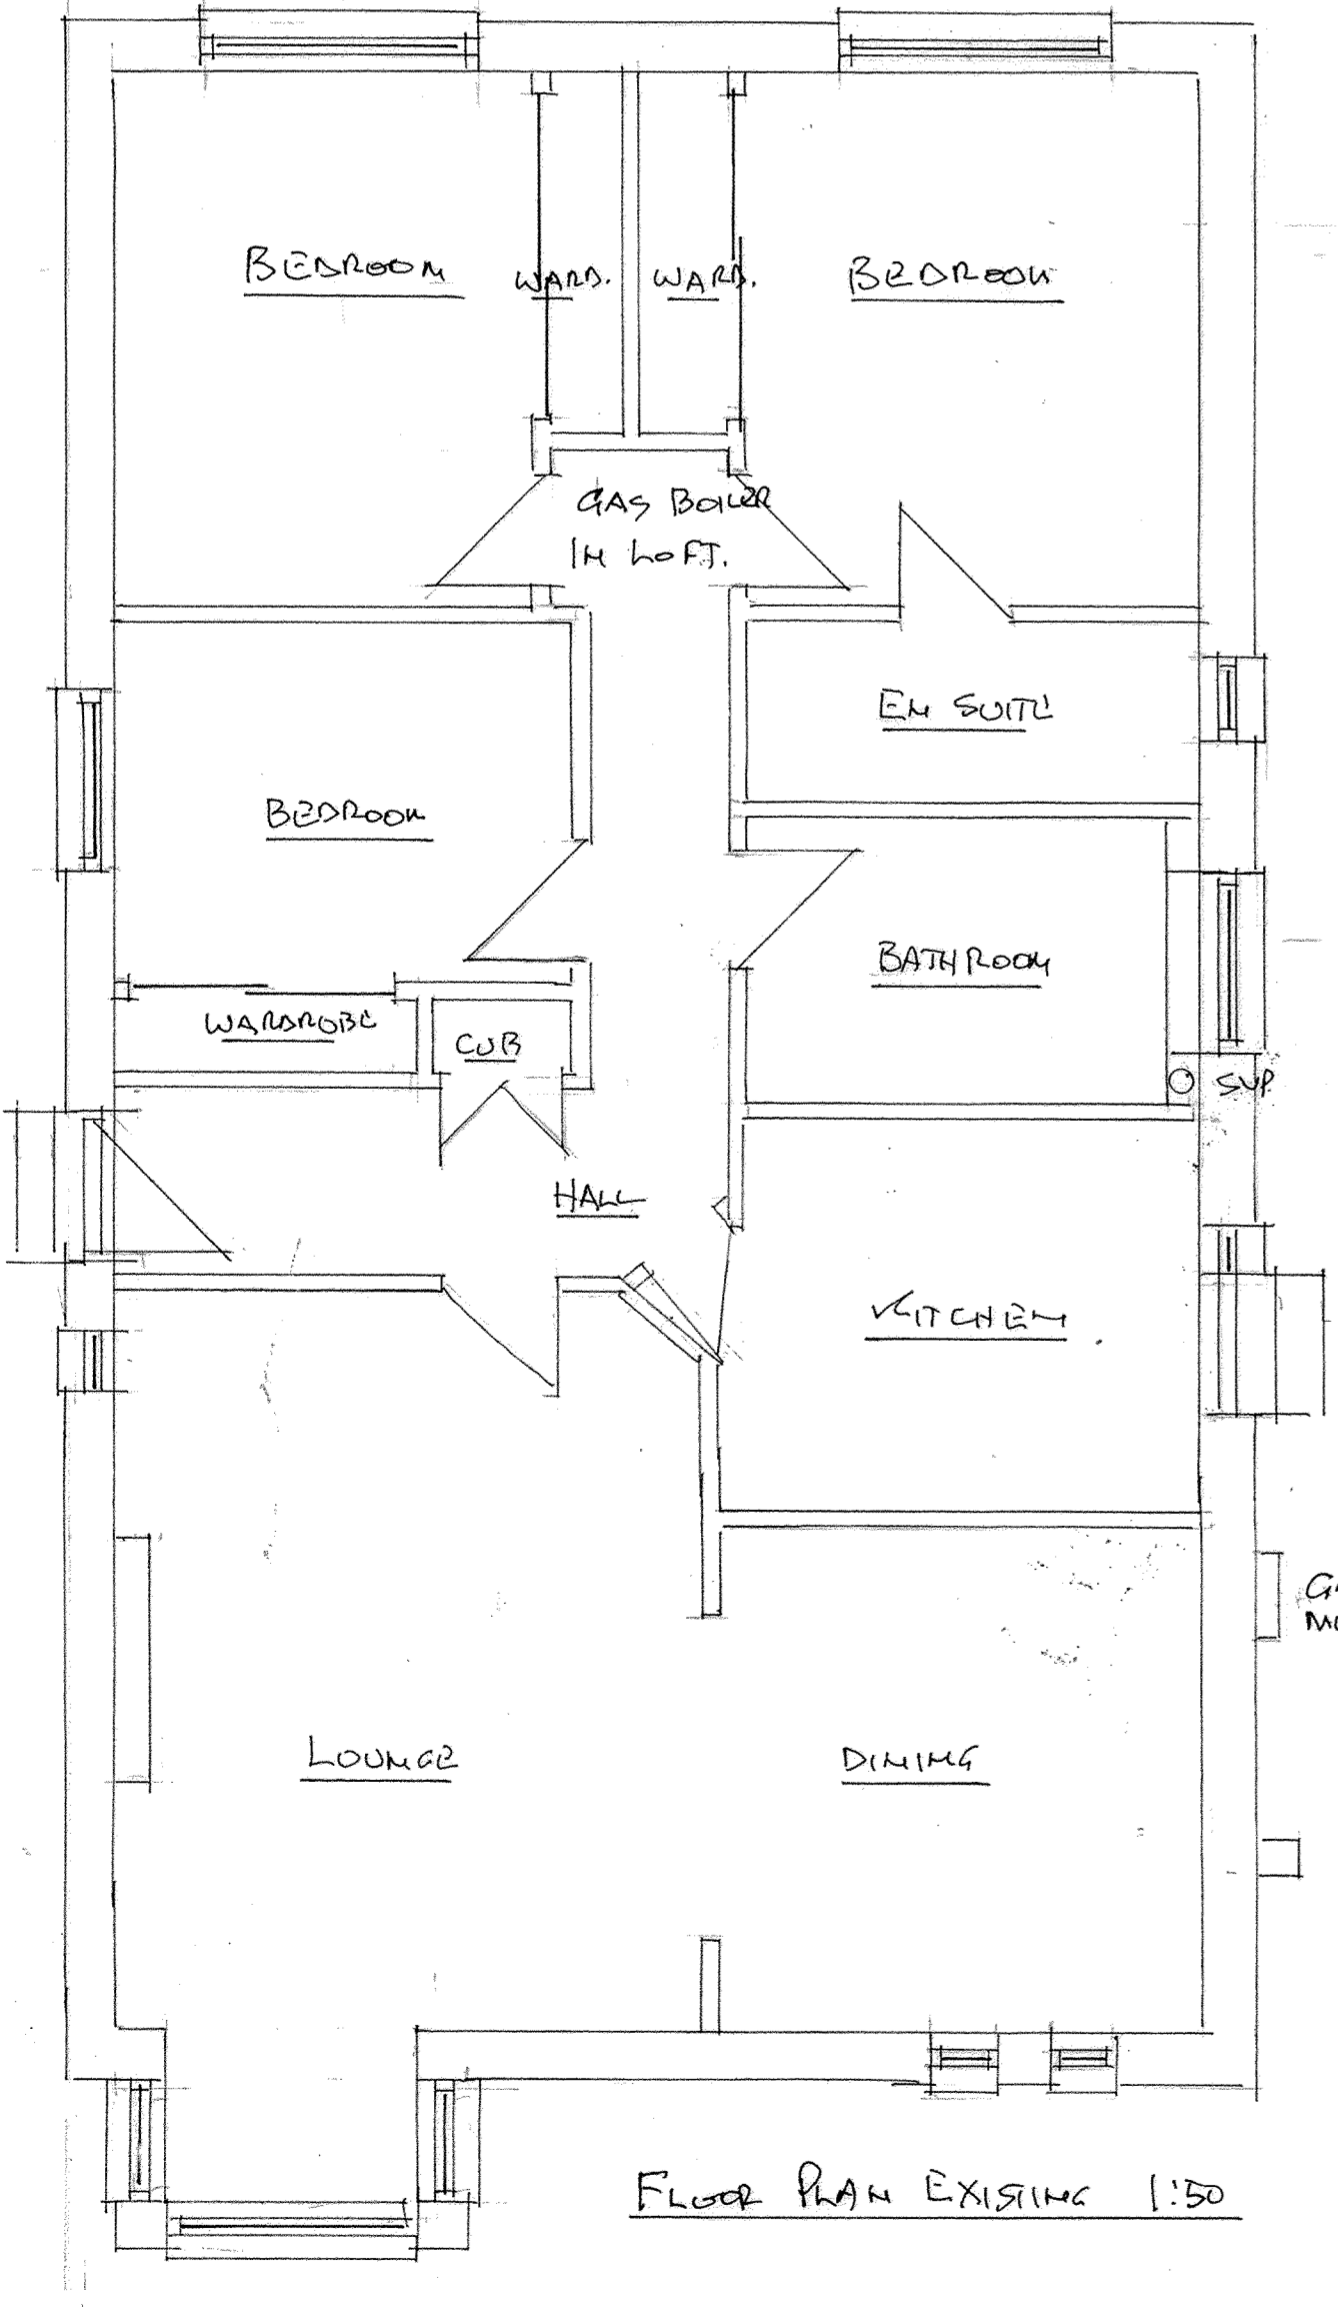 BEDROOM
WARD.
WARD.
BEDROOM
GAS BOILER
IN LOFT.
EN SUITE
BEDROOM
BATHROOM
WARDROBE
CUB
SVP
HALL
KITCHEN
LOUNGE
DINING
FLOOR PLAN EXISTING 1:50